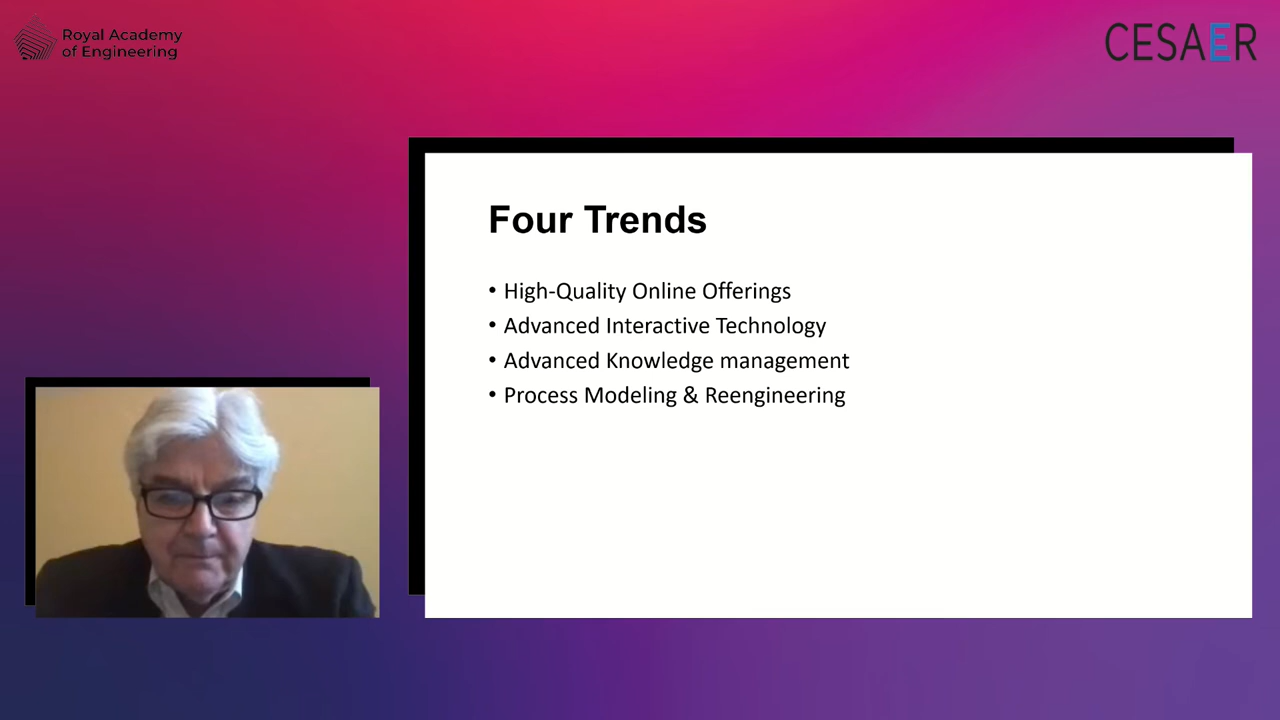 Royal Academy
of Engineering
CESAER
Four Trends
• High-Quality Online Offerings
• Advanced Interactive Technology
• Advanced Knowledge management
• Process Modeling & Reengineering